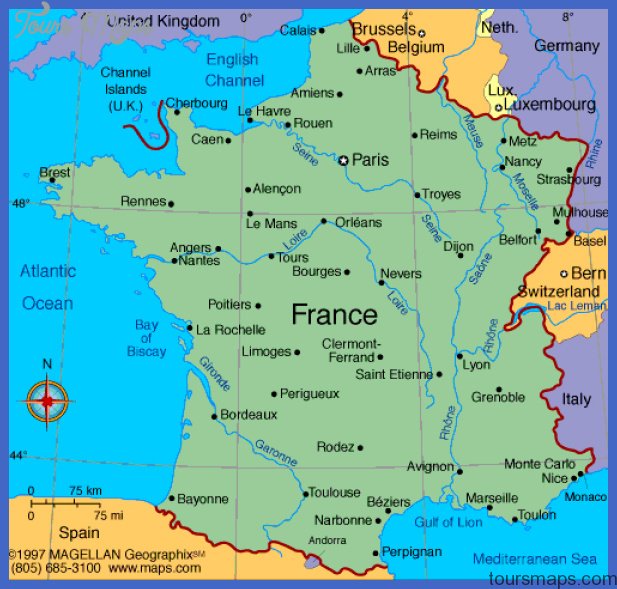 United Kingdom
0°
4°
8°
Calais
Brussels
Belgium
Neth.
Germany
Lille
Arras
English
Channel
Channel
Islands
(U.K.)
Amiens
Lux.
Luxembourg
Cherbourg
Le Havre
Rouen
Caen
Seine
Reims
Meuse
Metz
Nancy
Moselle
Rhine
Strasbourg
Paris
Brest
48°
Rennes
Alençon
Le Mans
Troyes
Seine
Orléans
Mulhouse
Belfort
Basel
Angers
Nantes
Loire
Tours
Bourges
Nevers
Loire
Dijon
Saône
Bern
Switzerland
Lac Leman
Atlantic
Ocean
Poitiers
France
Bay
of
Biscay
La Rochelle
Limoges
Clermont-
Ferrand
Saint Etienne
Rhône
Lyon
Grenoble
Italy
N
Gironde
Perigueux
Bordeaux
Rhône
Garonne
Rodez
44°
Avignon
Monte Carlo
Nice
Monaco
0 75 km
0 75 mi
Bayonne
Toulouse
Béziers
Narbonne
Marseille
Toulon
Gulf of Lion
Spain
Andorra
Perpignan
Mediterranean Sea
©1997 MAGELLAN Geographix℠
(805) 685-3100 www.maps.com
toursmaps.com